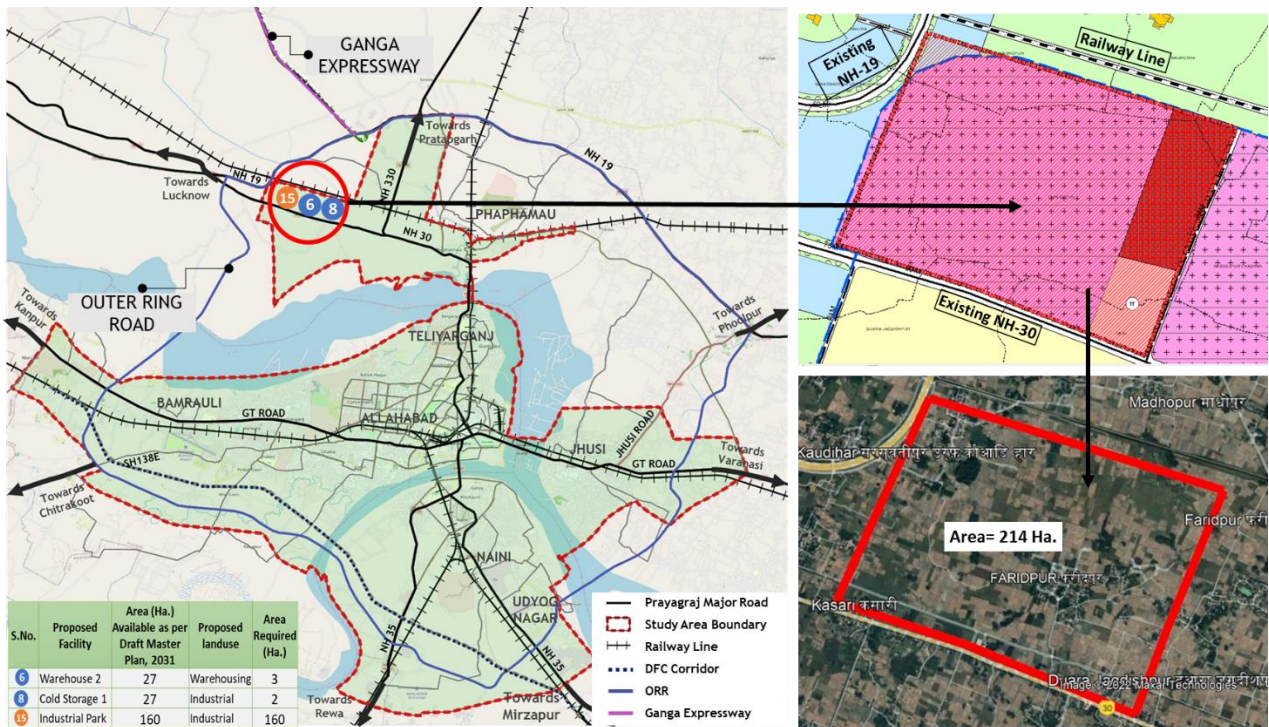 GANGA
EXPRESSWAY
Towards
Pratapgarh
NH 19
NH 19
Towards
Lucknow
15
6
8
NH 330
PHAPHAMAU
NH 30
OUTER RING
ROAD
Towards
Kanpur
Towards
Phoolpur
TELIYARGANJ
BAMRAULI
GT ROAD
ALLAHABAD
JHUSI
JHUSI ROAD
GT ROAD
Towards
Varanasi
SH138E
Towards
Chitrakoot
NAINI
UDYOG
NAGAR
NH 35
NH 35
Towards
Rewa
Towards
Mirzapur
S.No.
Proposed
Facility
Area (Ha.)
Available as per
Draft Master
Plan, 2031
Proposed
landuse
Area
Required
(Ha.)
6 Warehouse 2 27 Warehousing 3
8 Cold Storage 1 27 Industrial 2
15 Industrial Park 160 Industrial 160
Prayagraj Major Road
Study Area Boundary
Railway Line
DFC Corridor
ORR
Ganga Expressway
Existing
NH-19
Railway Line
Existing NH-30
Madhopur माधोपुर
Kaudihar
Faridpur
Area= 214 Ha.
FARIDPUR फरीदपुर
Kasari कसारी
Duara Jagdishpur
Image © 2022 Maxar Technologies
30